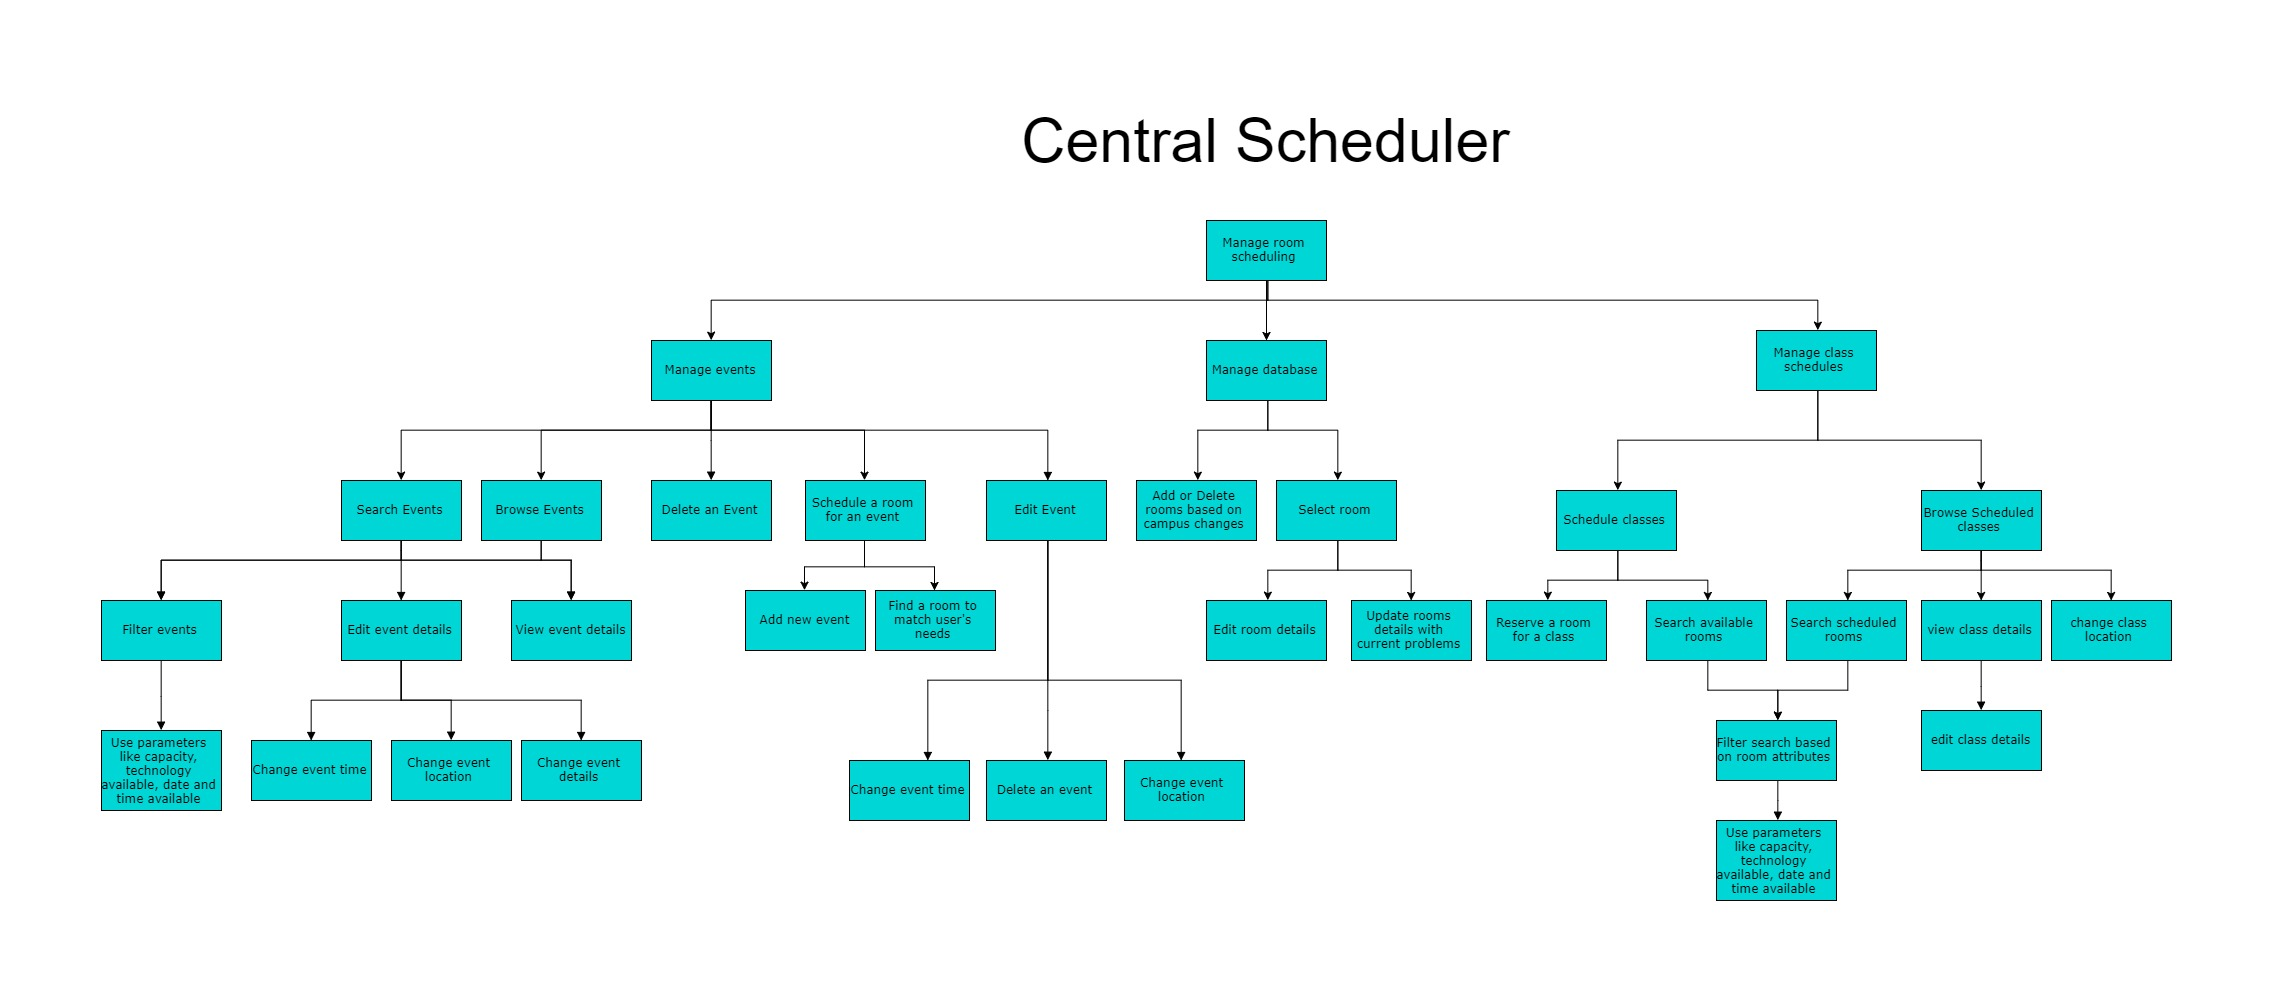 Central Scheduler
Manage room
scheduling
Manage events
Manage database
Manage class
schedules
Search Events
Browse Events
Delete an Event
Schedule a room
for an event
Edit Event
Add or Delete
rooms based on
campus changes
Select room
Schedule classes
Browse Scheduled
classes
Filter events
Edit event details
View event details
Add new event
Find a room to
match user's
needs
Edit room details
Update rooms
details with
current problems
Reserve a room
for a class
Search available
rooms
Search scheduled
rooms
view class details
change class
location
Use parameters
like capacity,
technology
available, date and
time available
Change event time
Change event
location
Change event
details
Change event time
Delete an event
Change event
location
Filter search based
on room attributes
edit class details
Use parameters
like capacity,
technology
available, date and
time available